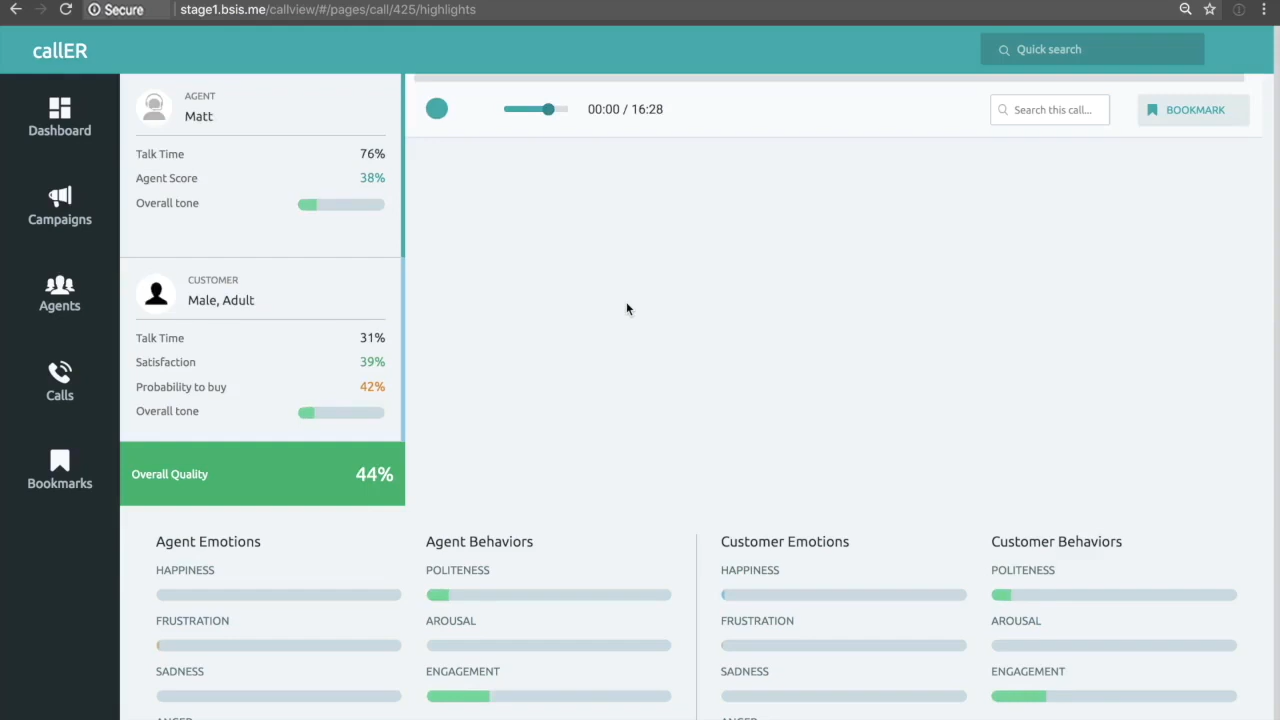 Secure stage1.bsis.me/callview/#/pages/call/425/highlights
callER
Quick search
Dashboard
Campaigns
Agents
Calls
Bookmarks
AGENT
Matt
Talk Time 76%
Agent Score 38%
Overall tone
CUSTOMER
Male, Adult
Talk Time 31%
Satisfaction 39%
Probability to buy 42%
Overall tone
Overall Quality 44%
00:00 / 16:28
Search this call...
BOOKMARK
Agent Emotions
HAPPINESS
FRUSTRATION
SADNESS
Agent Behaviors
POLITENESS
AROUSAL
ENGAGEMENT
Customer Emotions
HAPPINESS
FRUSTRATION
SADNESS
Customer Behaviors
POLITENESS
AROUSAL
ENGAGEMENT